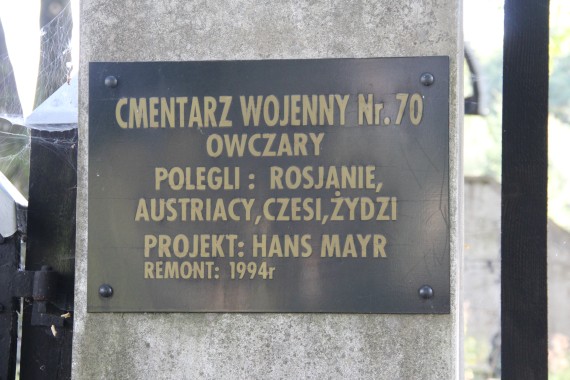 CMENTARZ WOJENNY Nr. 70
OWCZARY
POLEGLI : ROSJANIE,
AUSTRIACY,CZESI,ŻYDZI
PROJEKT: HANS MAYR
REMONT: 1994r